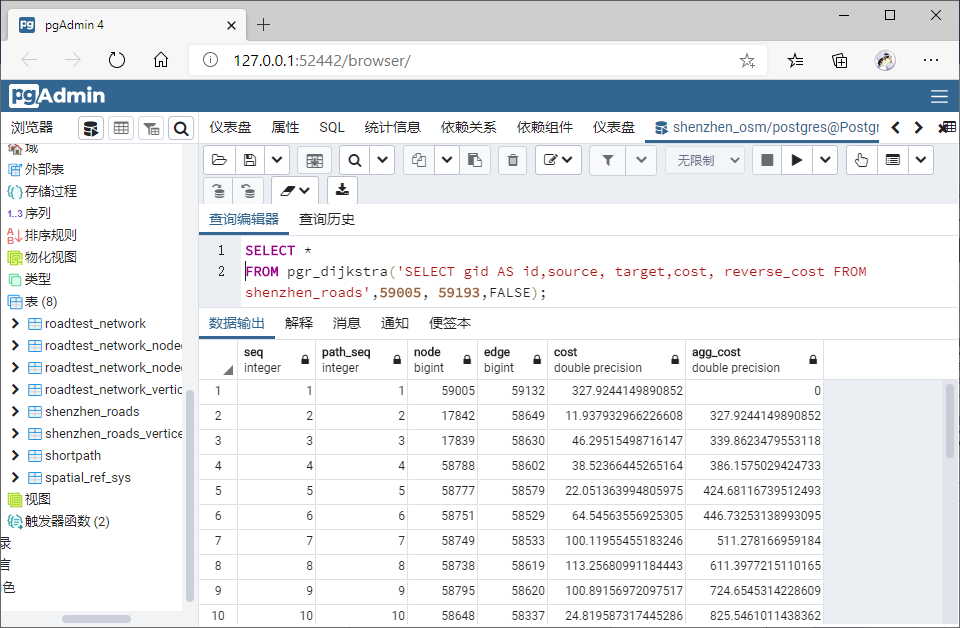 pgAdmin 4
127.0.0.1:52442/browser/
pgAdmin
浏览器
仪表盘 属性 SQL 统计信息 依赖关系 依赖组件 仪表盘 shenzhen_osm/postgres@Postgr
域
外部表
存储过程
1..3 序列
排序规则
物化视图
类型
表 (8)
roadtest_network
roadtest_network_node
roadtest_network_node
roadtest_network_vertic
shenzhen_roads
shenzhen_roads_vertice
shortpath
spatial_ref_sys
视图
触发器函数 (2)
录
言
色
无限制
查询编辑器 查询历史
1 SELECT *
2 FROM pgr_dijkstra('SELECT gid AS id,source, target,cost, reverse_cost FROM
shenzhen_roads',59005, 59193,FALSE);
数据输出 解释 消息 通知 便签本
seq path_seq node edge cost agg_cost
integer integer bigint bigint double precision double precision
1 1 1 59005 59132 327.9244149890852 0
2 2 2 17842 58649 11.937932966226608 327.9244149890852
3 3 3 17839 58630 46.29515498716147 339.8623479553118
4 4 4 58788 58602 38.52366445265164 386.1575029424733
5 5 5 58777 58579 22.051363994805975 424.68116739512493
6 6 6 58751 58529 64.54563556925305 446.73253138993095
7 7 7 58749 58533 100.11955455183246 511.278166959184
8 8 8 58738 58619 113.25680991184443 611.3977215110165
9 9 9 58795 58620 100.89156972097517 724.6545314228609
10 10 10 58648 58337 24.819587317445286 825.5461011438362